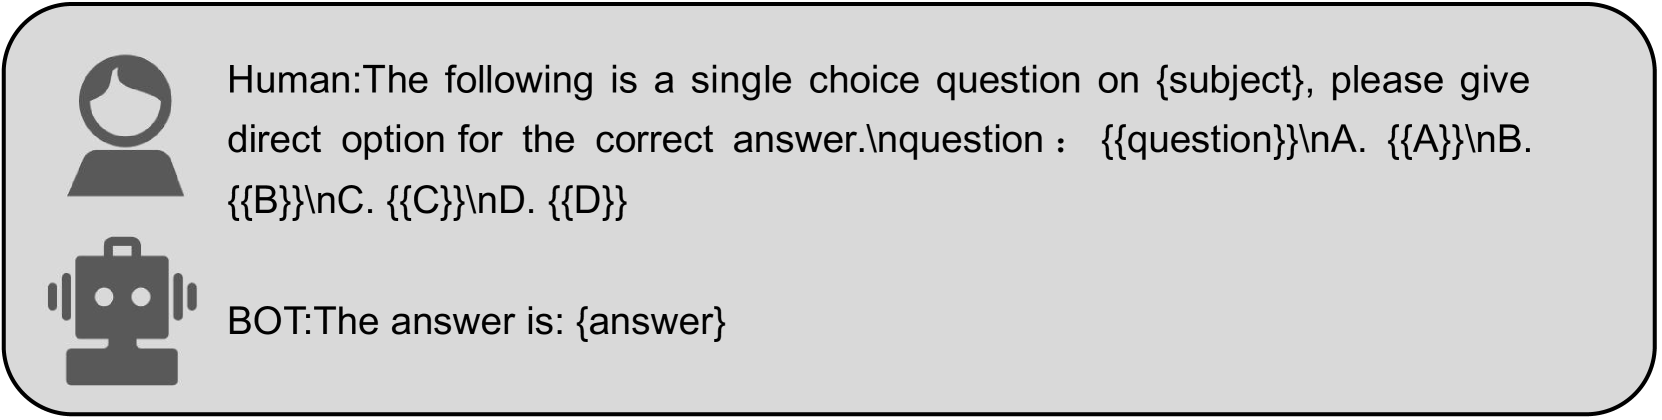 Human:The following is a single choice question on {subject}, please give
direct option for the correct answer.\nquestion： {{question}}\nA. {{A}}\nB.
{{B}}\nC. {{C}}\nD. {{D}}
BOT:The answer is: {answer}